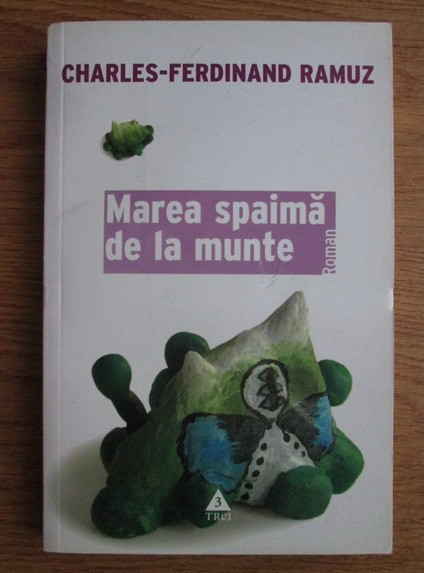 CHARLES-FERDINAND RAMUZ
Marea spaimă
de la munte
Roman
3
TREI